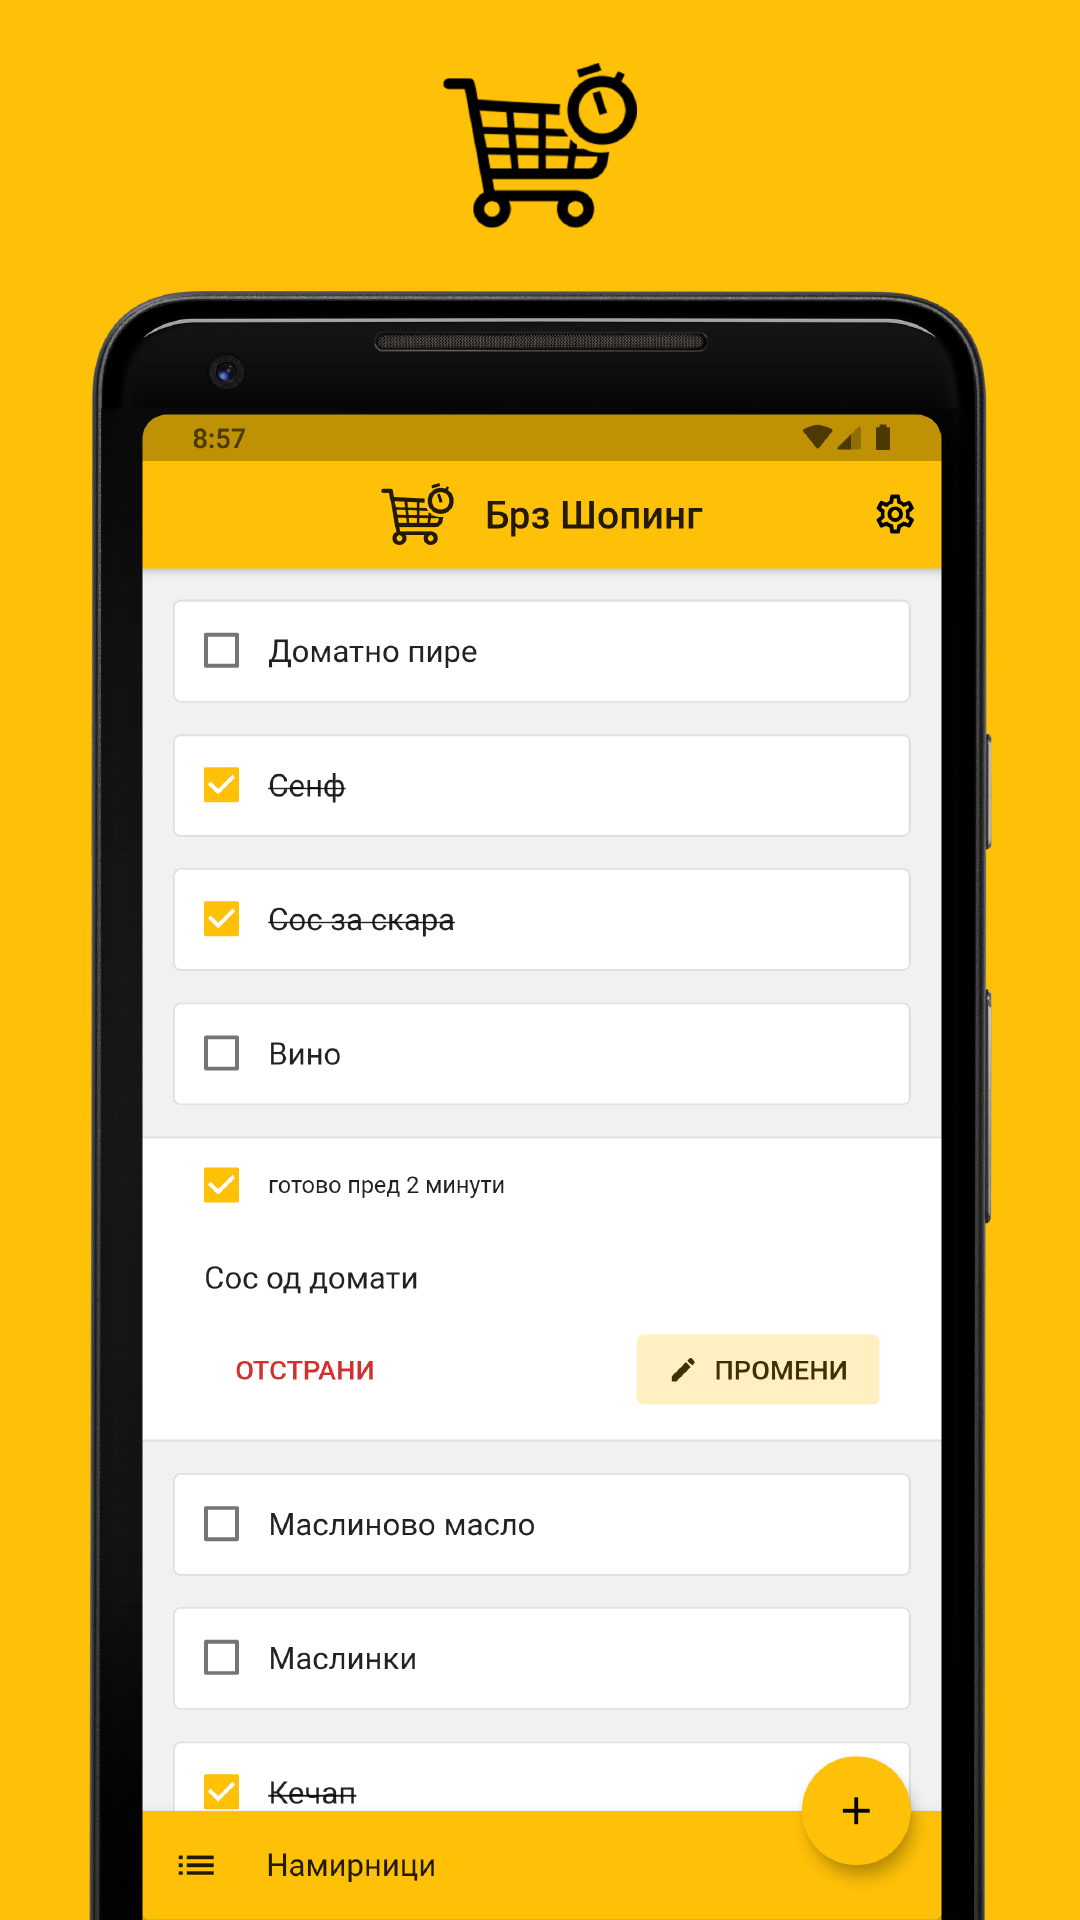 8:57
Брз Шопинг
Доматно пире
Сенф
Сос за скара
Вино
готово пред 2 минути
Сос од домати
ОТСТРАНИ
ПРОМЕНИ
Маслиново масло
Маслинки
Кечап
Намирници